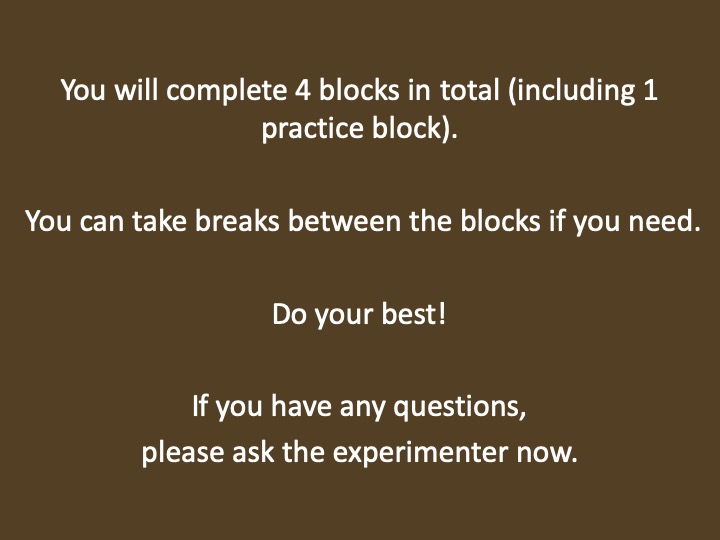 You will complete 4 blocks in total (including 1
practice block).
You can take breaks between the blocks if you need.
Do your best!
If you have any questions,
please ask the experimenter now.